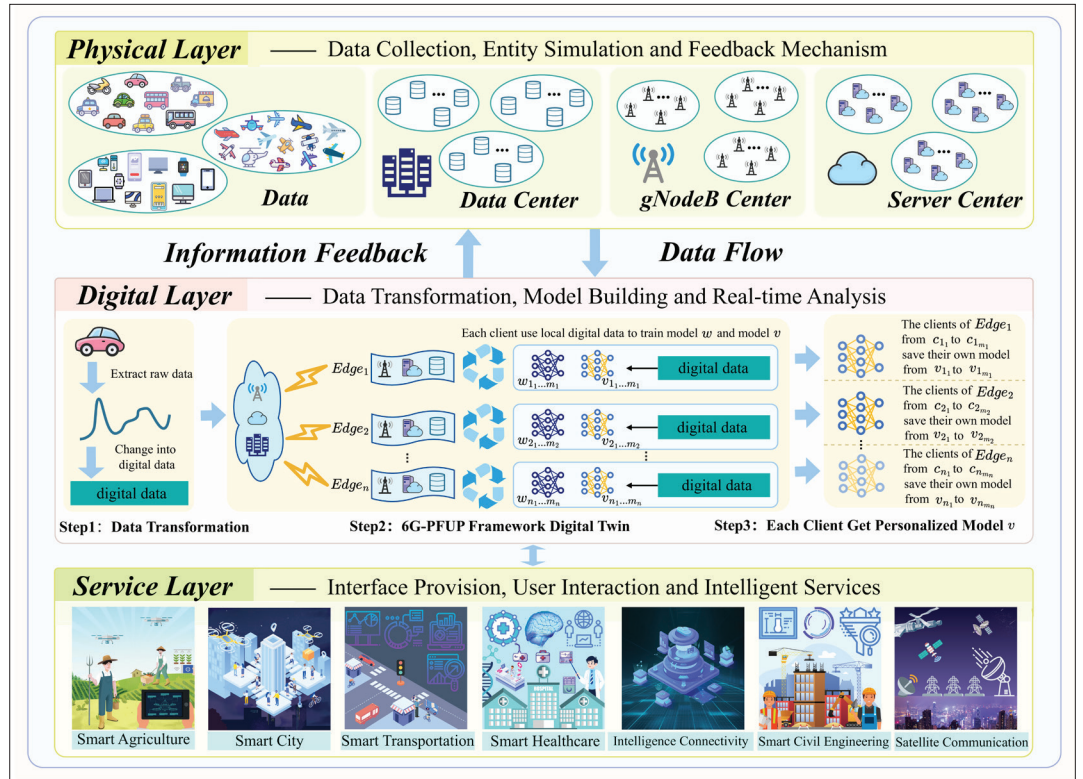 Physical Layer —— Data Collection, Entity Simulation and Feedback Mechanism
Data
Data Center
gNodeB Center
Server Center
Information Feedback
Data Flow
Digital Layer —— Data Transformation, Model Building and Real-time Analysis
Extract raw data
Change into
digital data
digital data
Each client use local digital data to train model w and model v
Edge₁
w₁₁...ₘ₁
v₁₁...ₘ₁
digital data
Edge₂
w₂₁...ₘ₂
v₂₁...ₘ₂
digital data
Edgeₙ
wₙ₁...ₘₙ
vₙ₁...ₘₙ
digital data
The clients of Edge₁
from c₁₁ to c₁ₘ₁
save their own model
from v₁₁ to v₁ₘ₁
The clients of Edge₂
from c₂₁ to c₂ₘ₂
save their own model
from v₂₁ to v₂ₘ₂
The clients of Edgeₙ
from cₙ₁ to cₙₘₙ
save their own model
from vₙ₁ to vₙₘₙ
Step1: Data Transformation
Step2: 6G-PFUP Framework Digital Twin
Step3: Each Client Get Personalized Model v
Service Layer —— Interface Provision, User Interaction and Intelligent Services
HOSPITAL
Smart Agriculture
Smart City
Smart Transportation
Smart Healthcare
Intelligence Connectivity
Smart Civil Engineering
Satellite Communication